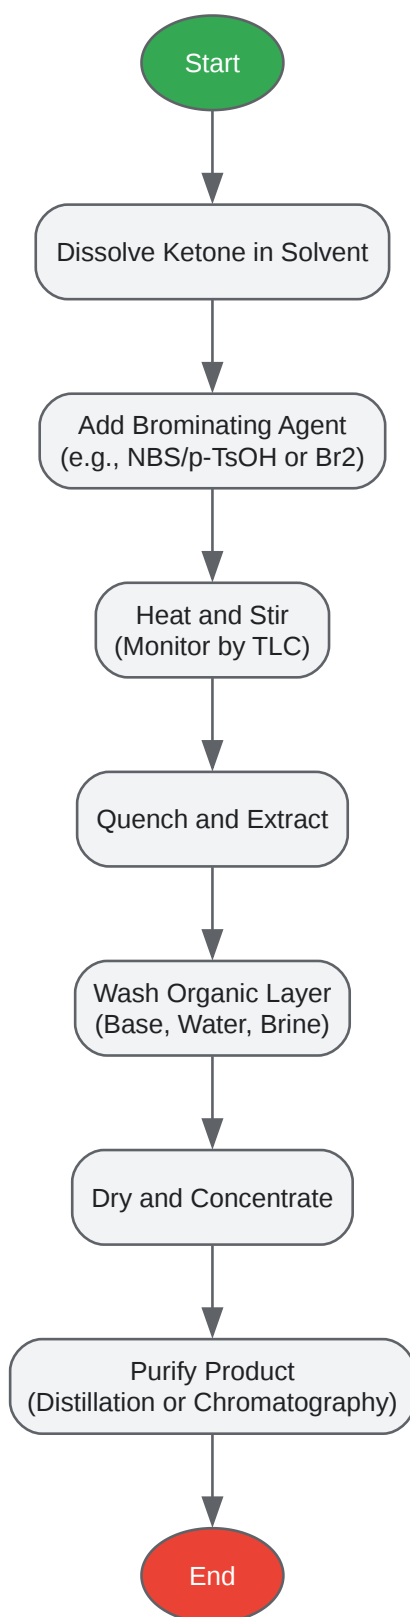 Start
Dissolve Ketone in Solvent
Add Brominating Agent
(e.g., NBS/p-TsOH or Br2)
Heat and Stir
(Monitor by TLC)
Quench and Extract
Wash Organic Layer
(Base, Water, Brine)
Dry and Concentrate
Purify Product
(Distillation or Chromatography)
End